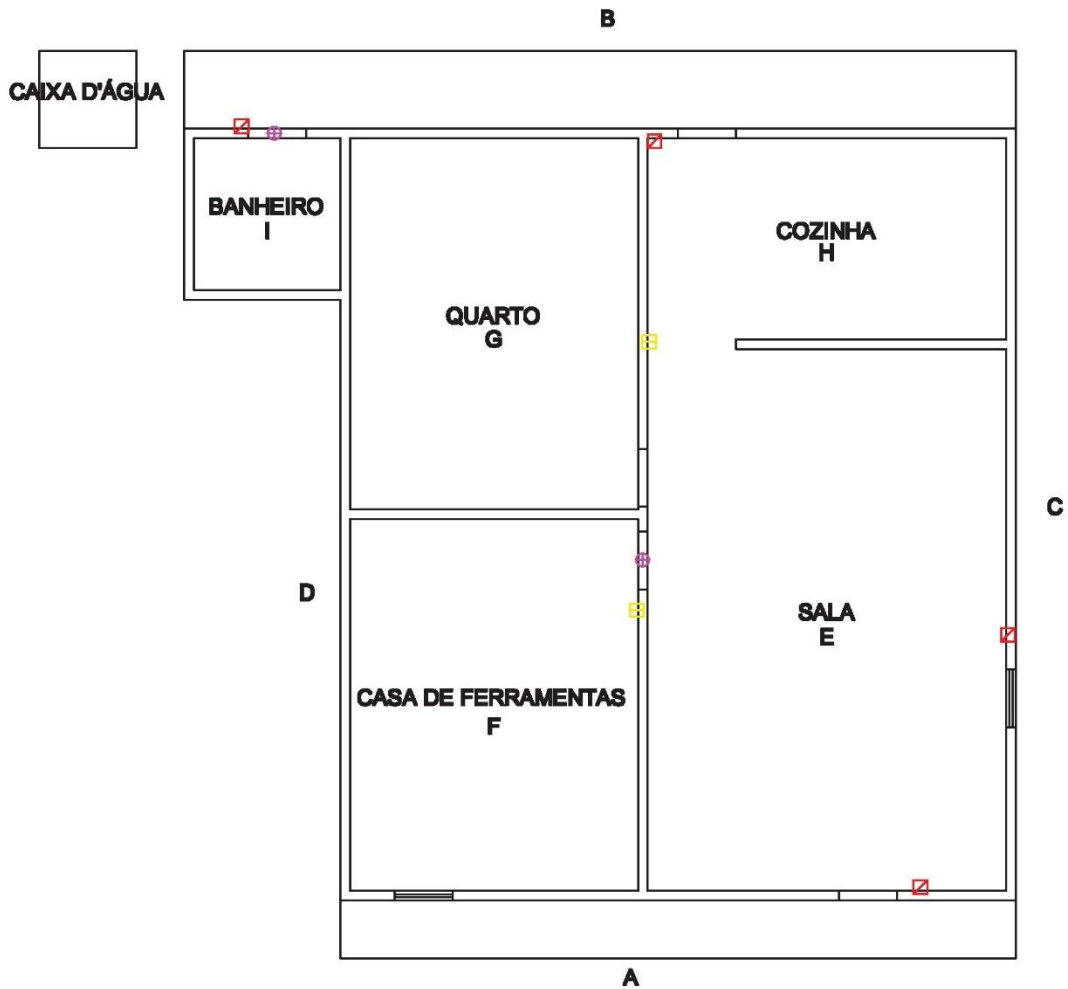 B
CAIXA D'ÁGUA
BANHEIRO
I
COZINHA
H
QUARTO
G
C
D
SALA
E
CASA DE FERRAMENTAS
F
A